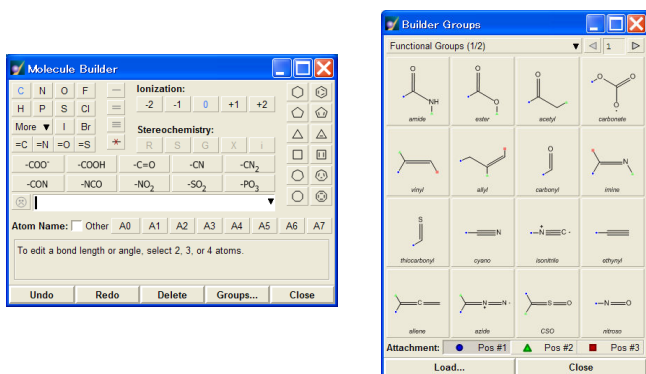 Molecule Builder
C N O F
H P S Cl
More ▼ I Br
=C =N =O =S
Ionization:
-2 -1 0 +1 +2
Stereochemistry:
R S G X i
-COO⁻ -COOH -C=O -CN -CN₂
-CON -NCO -NO₂ -SO₂ -PO₃
Atom Name: Other A0 A1 A2 A3 A4 A5 A6 A7
To edit a bond length or angle, select 2, 3, or 4 atoms.
Undo Redo Delete Groups... Close
Builder Groups
Functional Groups (1/2) ▼ 1
O NH
O O
O
O O O
amide ester acetyl carbonate
O N
vinyl allyl carbonyl imine
S N N C
thiocarbonyl cyano isonitrile ethynyl
C N N S O N O
allene azide CSO nitroso
Attachment: Pos #1 Pos #2 Pos #3
Load... Close